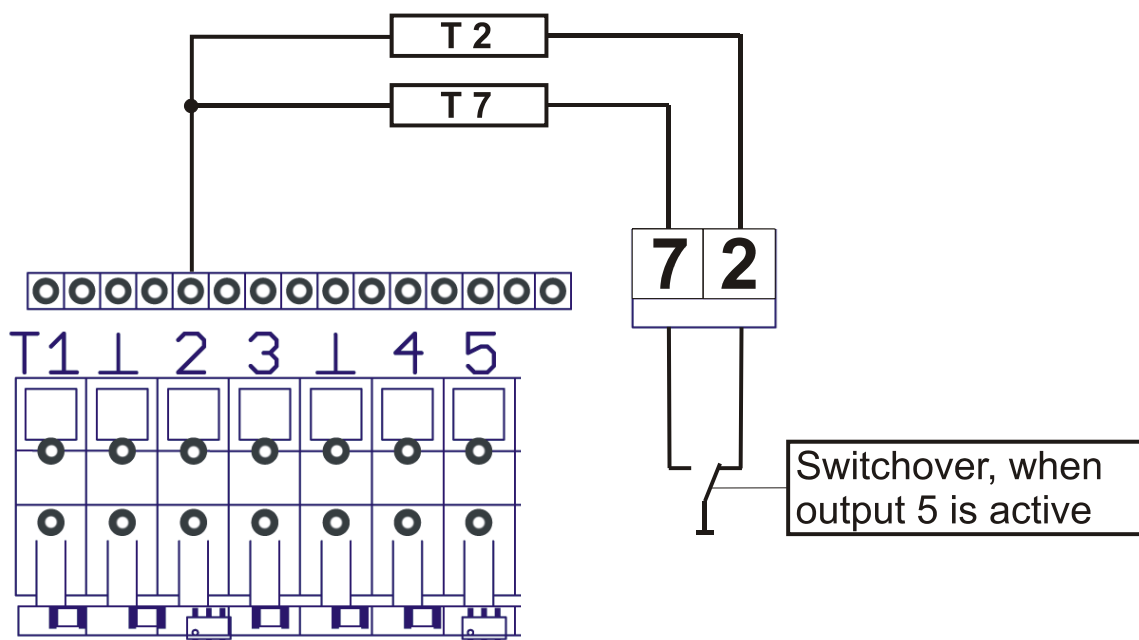 T 2
T 7
7 2
T1 ⊥ 2 3 ⊥ 4 5
Switchover, when
output 5 is active